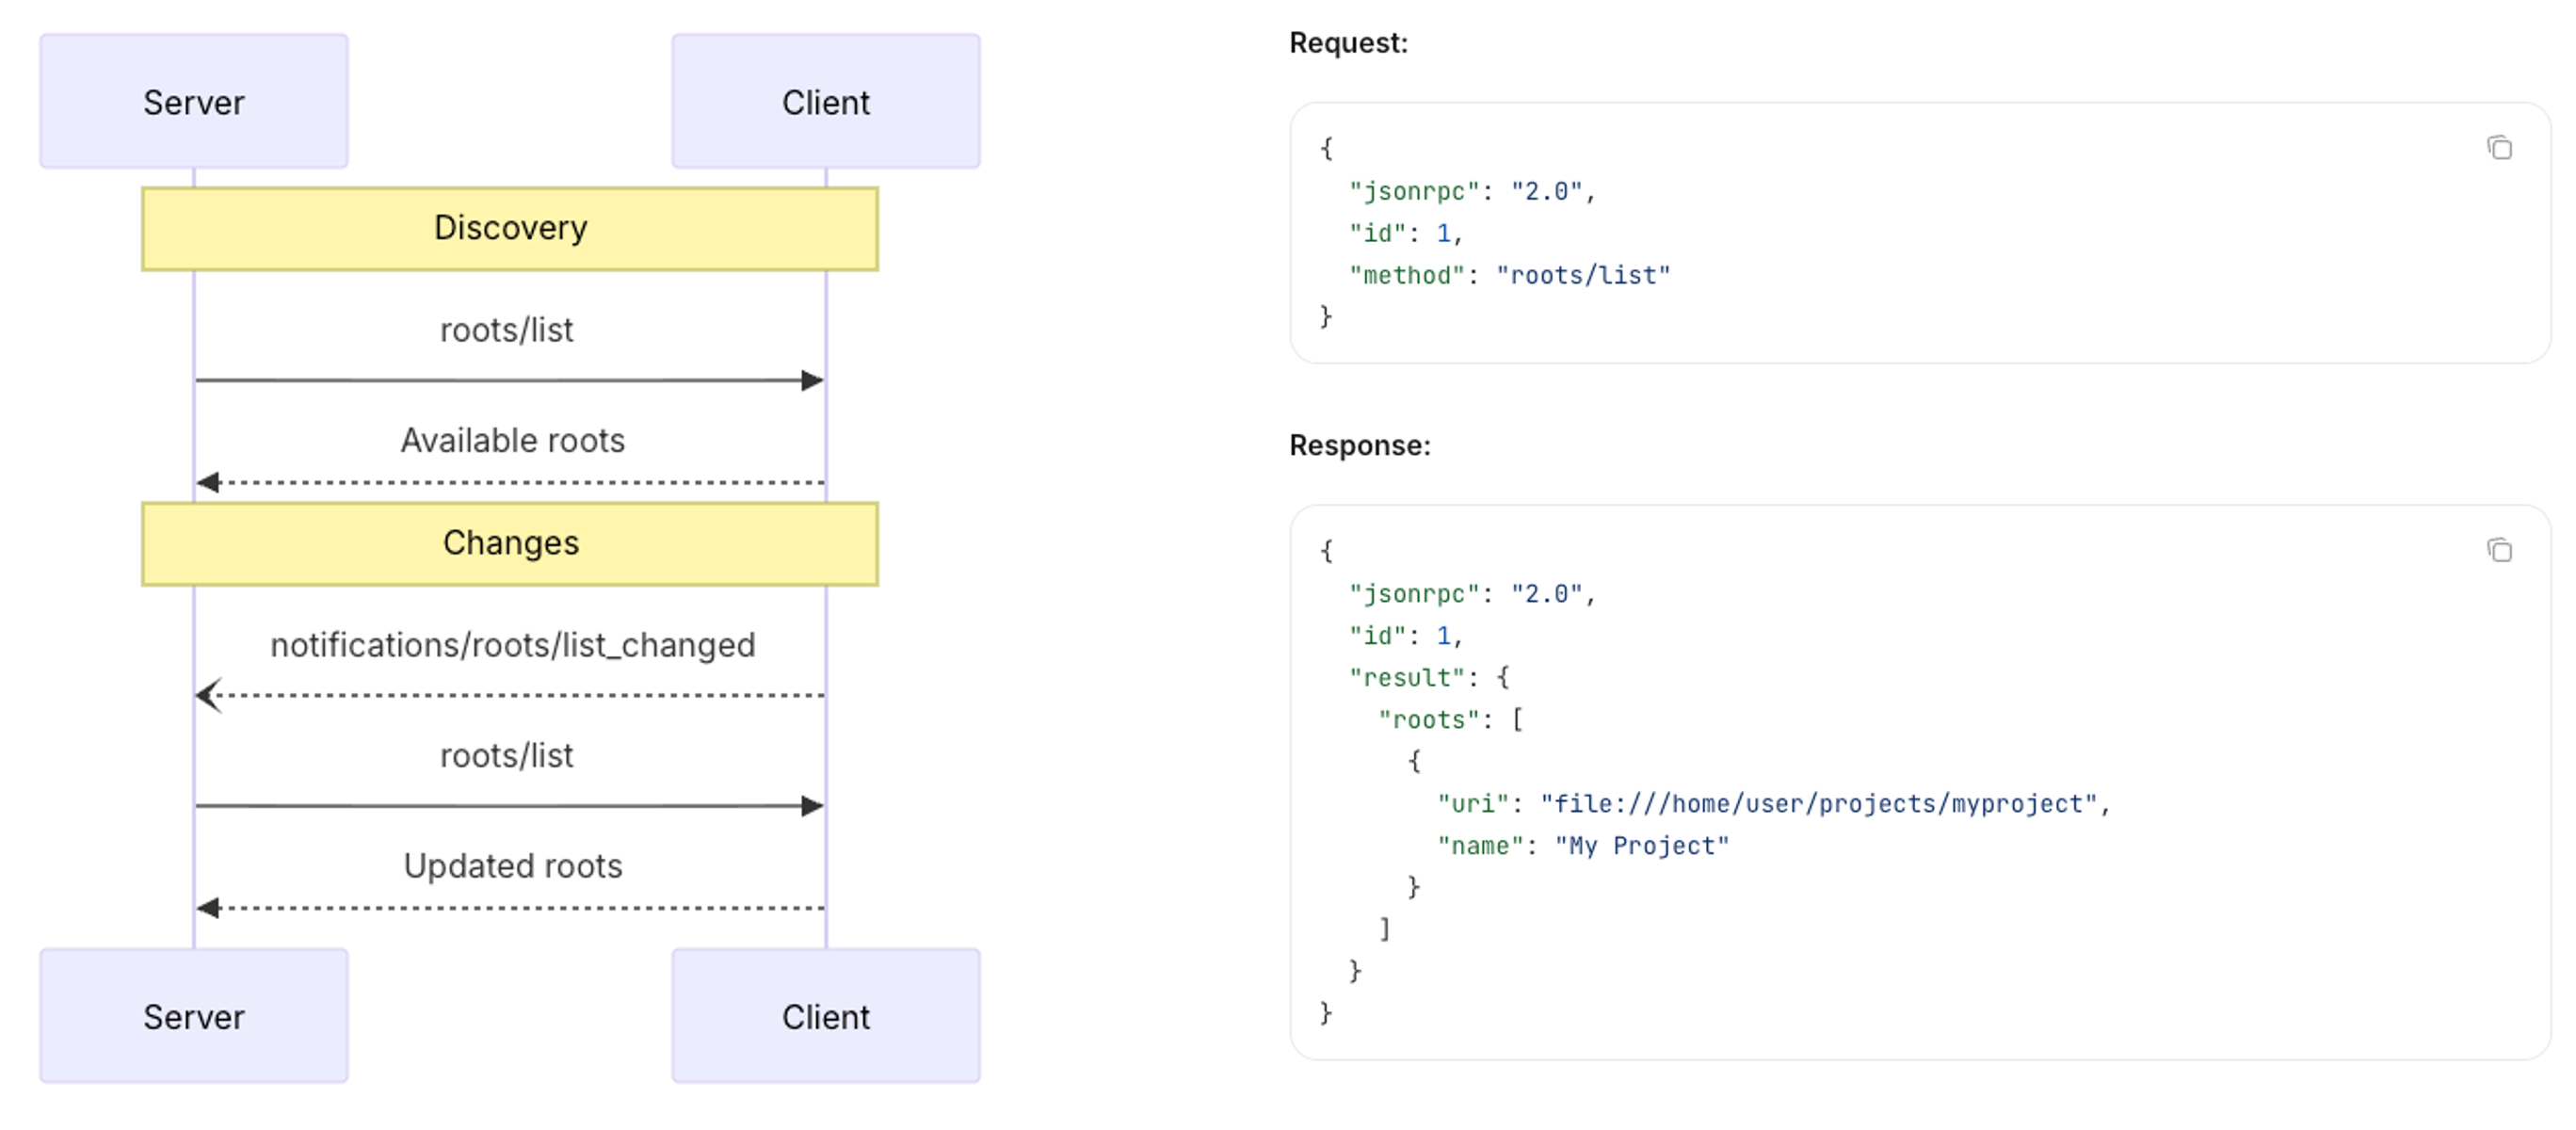 Server
Client
Discovery
roots/list
Available roots
Changes
notifications/roots/list_changed
roots/list
Updated roots
Server
Client
Request:
{
  "jsonrpc": "2.0",
  "id": 1,
  "method": "roots/list"
}
Response:
{
  "jsonrpc": "2.0",
  "id": 1,
  "result": {
    "roots": [
      {
        "uri": "file:///home/user/projects/myproject",
        "name": "My Project"
      }
    ]
  }
}